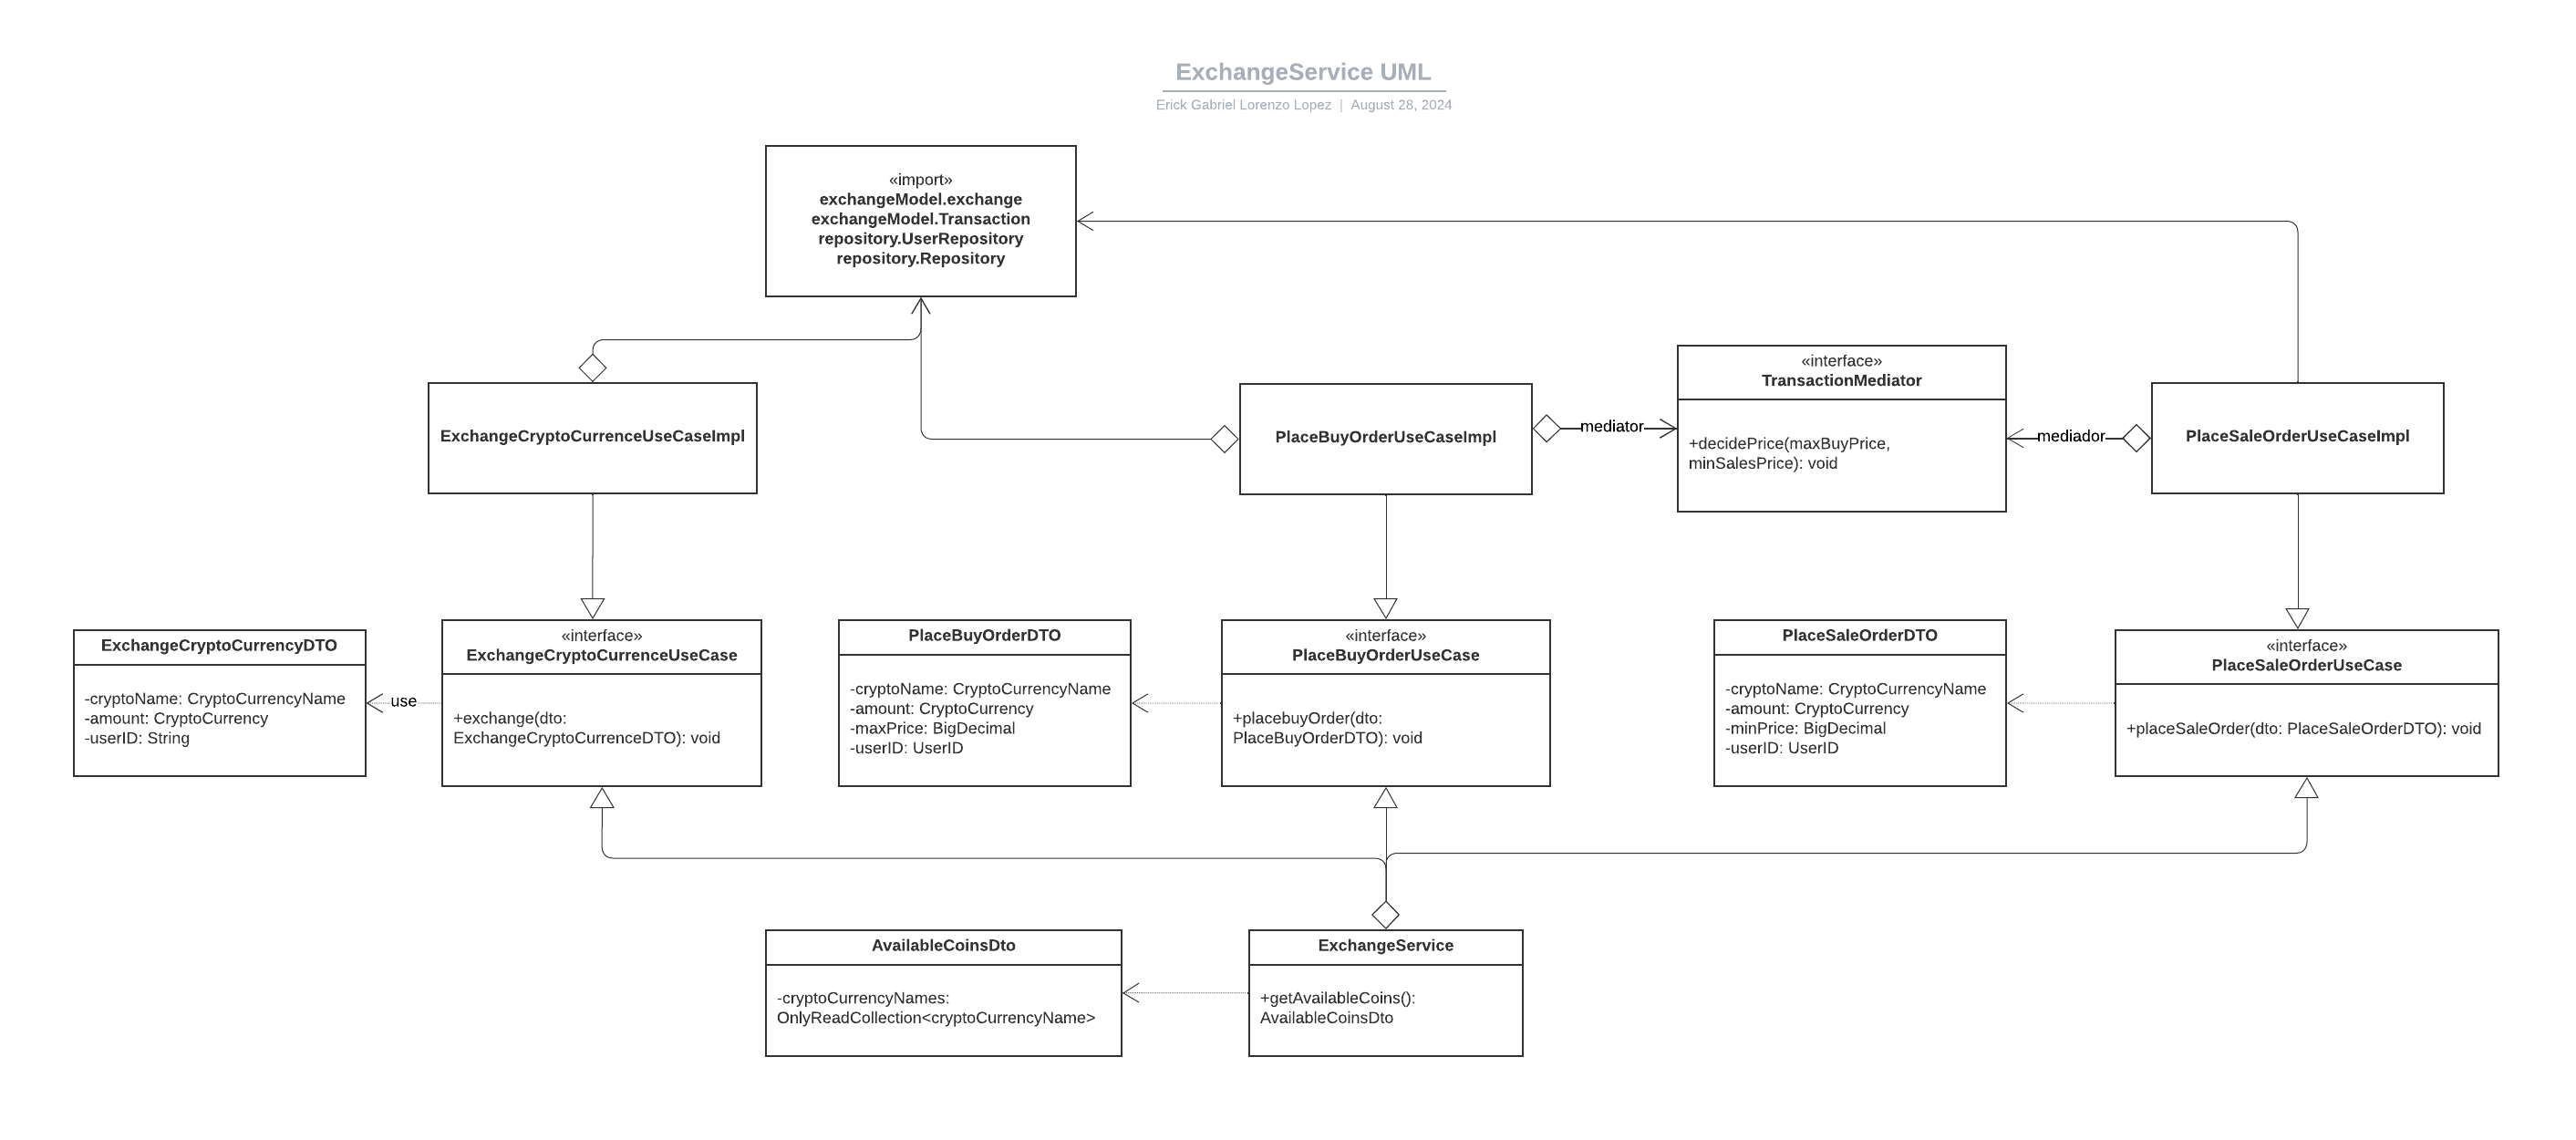 ExchangeService UML
Erick Gabriel Lorenzo Lopez | August 28, 2024
«import»
exchangeModel.exchange
exchangeModel.Transaction
repository.UserRepository
repository.Repository
ExchangeCryptoCurrenceUseCaseImpl
PlaceBuyOrderUseCaseImpl
mediator
«interface»
TransactionMediator
+decidePrice(maxBuyPrice,
minSalesPrice): void
mediador
PlaceSaleOrderUseCaseImpl
ExchangeCryptoCurrencyDTO
-cryptoName: CryptoCurrencyName
-amount: CryptoCurrency
-userID: String
use
«interface»
ExchangeCryptoCurrenceUseCase
+exchange(dto:
ExchangeCryptoCurrenceDTO): void
PlaceBuyOrderDTO
-cryptoName: CryptoCurrencyName
-amount: CryptoCurrency
-maxPrice: BigDecimal
-userID: UserID
«interface»
PlaceBuyOrderUseCase
+placebuyOrder(dto:
PlaceBuyOrderDTO): void
PlaceSaleOrderDTO
-cryptoName: CryptoCurrencyName
-amount: CryptoCurrency
-minPrice: BigDecimal
-userID: UserID
«interface»
PlaceSaleOrderUseCase
+placeSaleOrder(dto: PlaceSaleOrderDTO): void
AvailableCoinsDto
-cryptoCurrencyNames:
OnlyReadCollection<cryptoCurrencyName>
ExchangeService
+getAvailableCoins():
AvailableCoinsDto